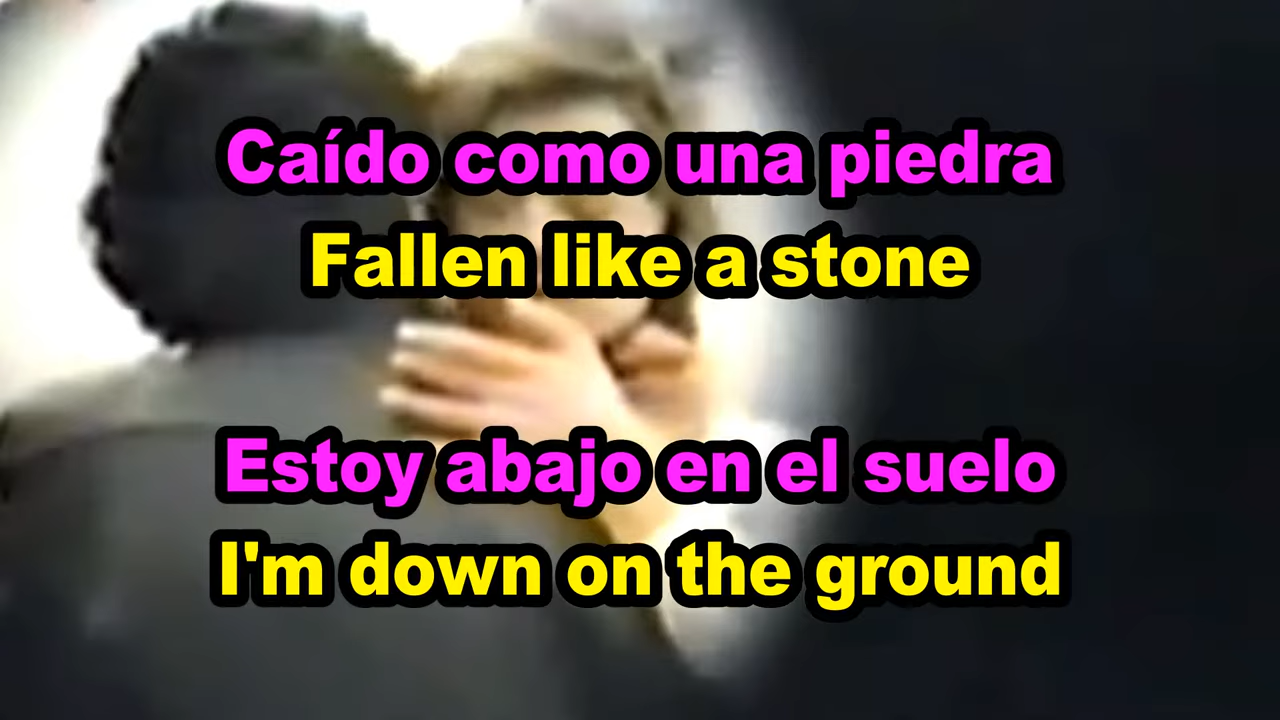 Caído como una piedra
Fallen like a stone
Estoy abajo en el suelo
I'm down on the ground